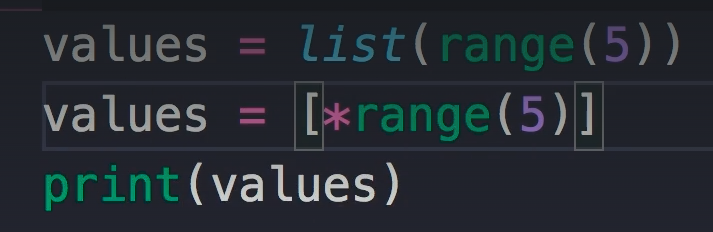 values = list(range(5))
values = [*range(5)]
print(values)